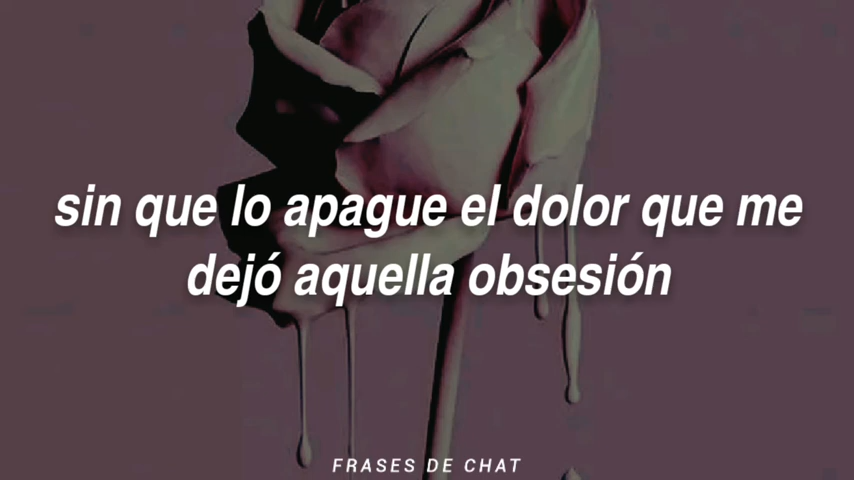 sin que lo apague el dolor que me
dejó aquella obsesión
FRASES DE CHAT